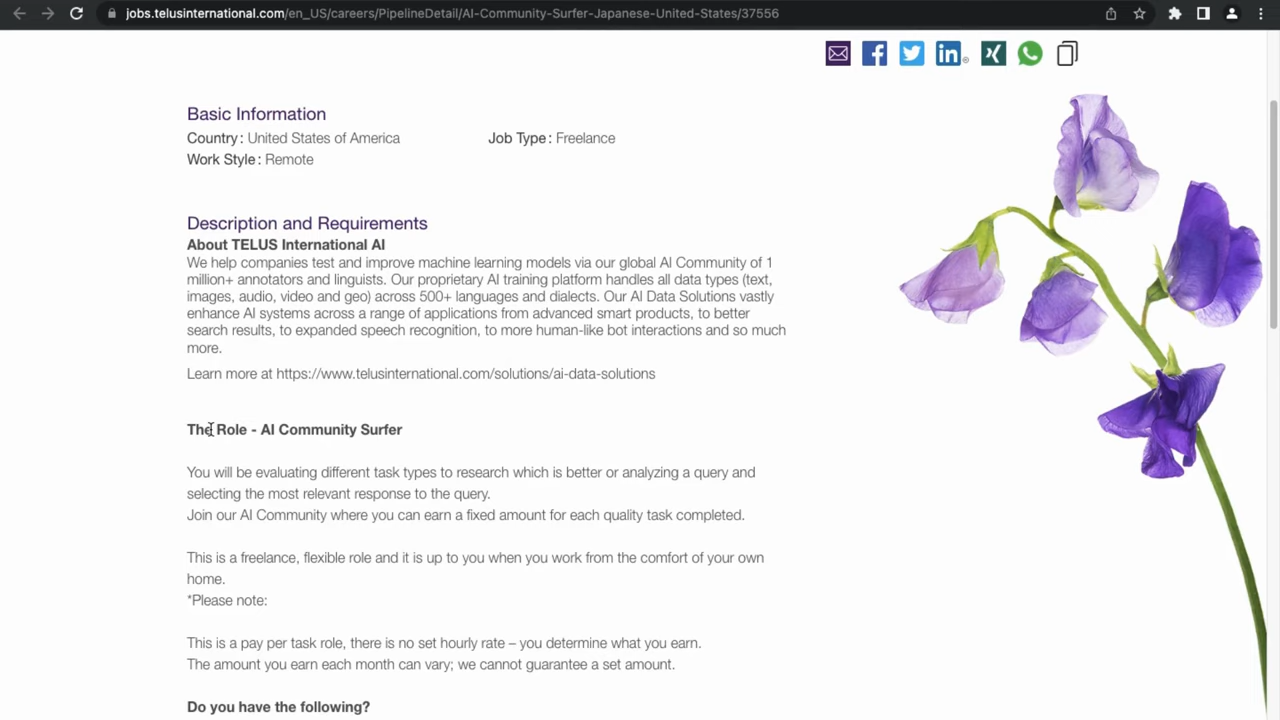 jobs.telusinternational.com/en_US/careers/PipelineDetail/AI-Community-Surfer-Japanese-United-States/37556
Basic Information
Country : United States of America
Job Type : Freelance
Work Style : Remote
Description and Requirements
About TELUS International AI
We help companies test and improve machine learning models via our global AI Community of 1
million+ annotators and linguists. Our proprietary AI training platform handles all data types (text,
images, audio, video and geo) across 500+ languages and dialects. Our AI Data Solutions vastly
enhance AI systems across a range of applications from advanced smart products, to better
search results, to expanded speech recognition, to more human-like bot interactions and so much
more.
Learn more at https://www.telusinternational.com/solutions/ai-data-solutions
The Role - AI Community Surfer
You will be evaluating different task types to research which is better or analyzing a query and
selecting the most relevant response to the query.
Join our AI Community where you can earn a fixed amount for each quality task completed.
This is a freelance, flexible role and it is up to you when you work from the comfort of your own
home.
*Please note:
This is a pay per task role, there is no set hourly rate – you determine what you earn.
The amount you earn each month can vary; we cannot guarantee a set amount.
Do you have the following?